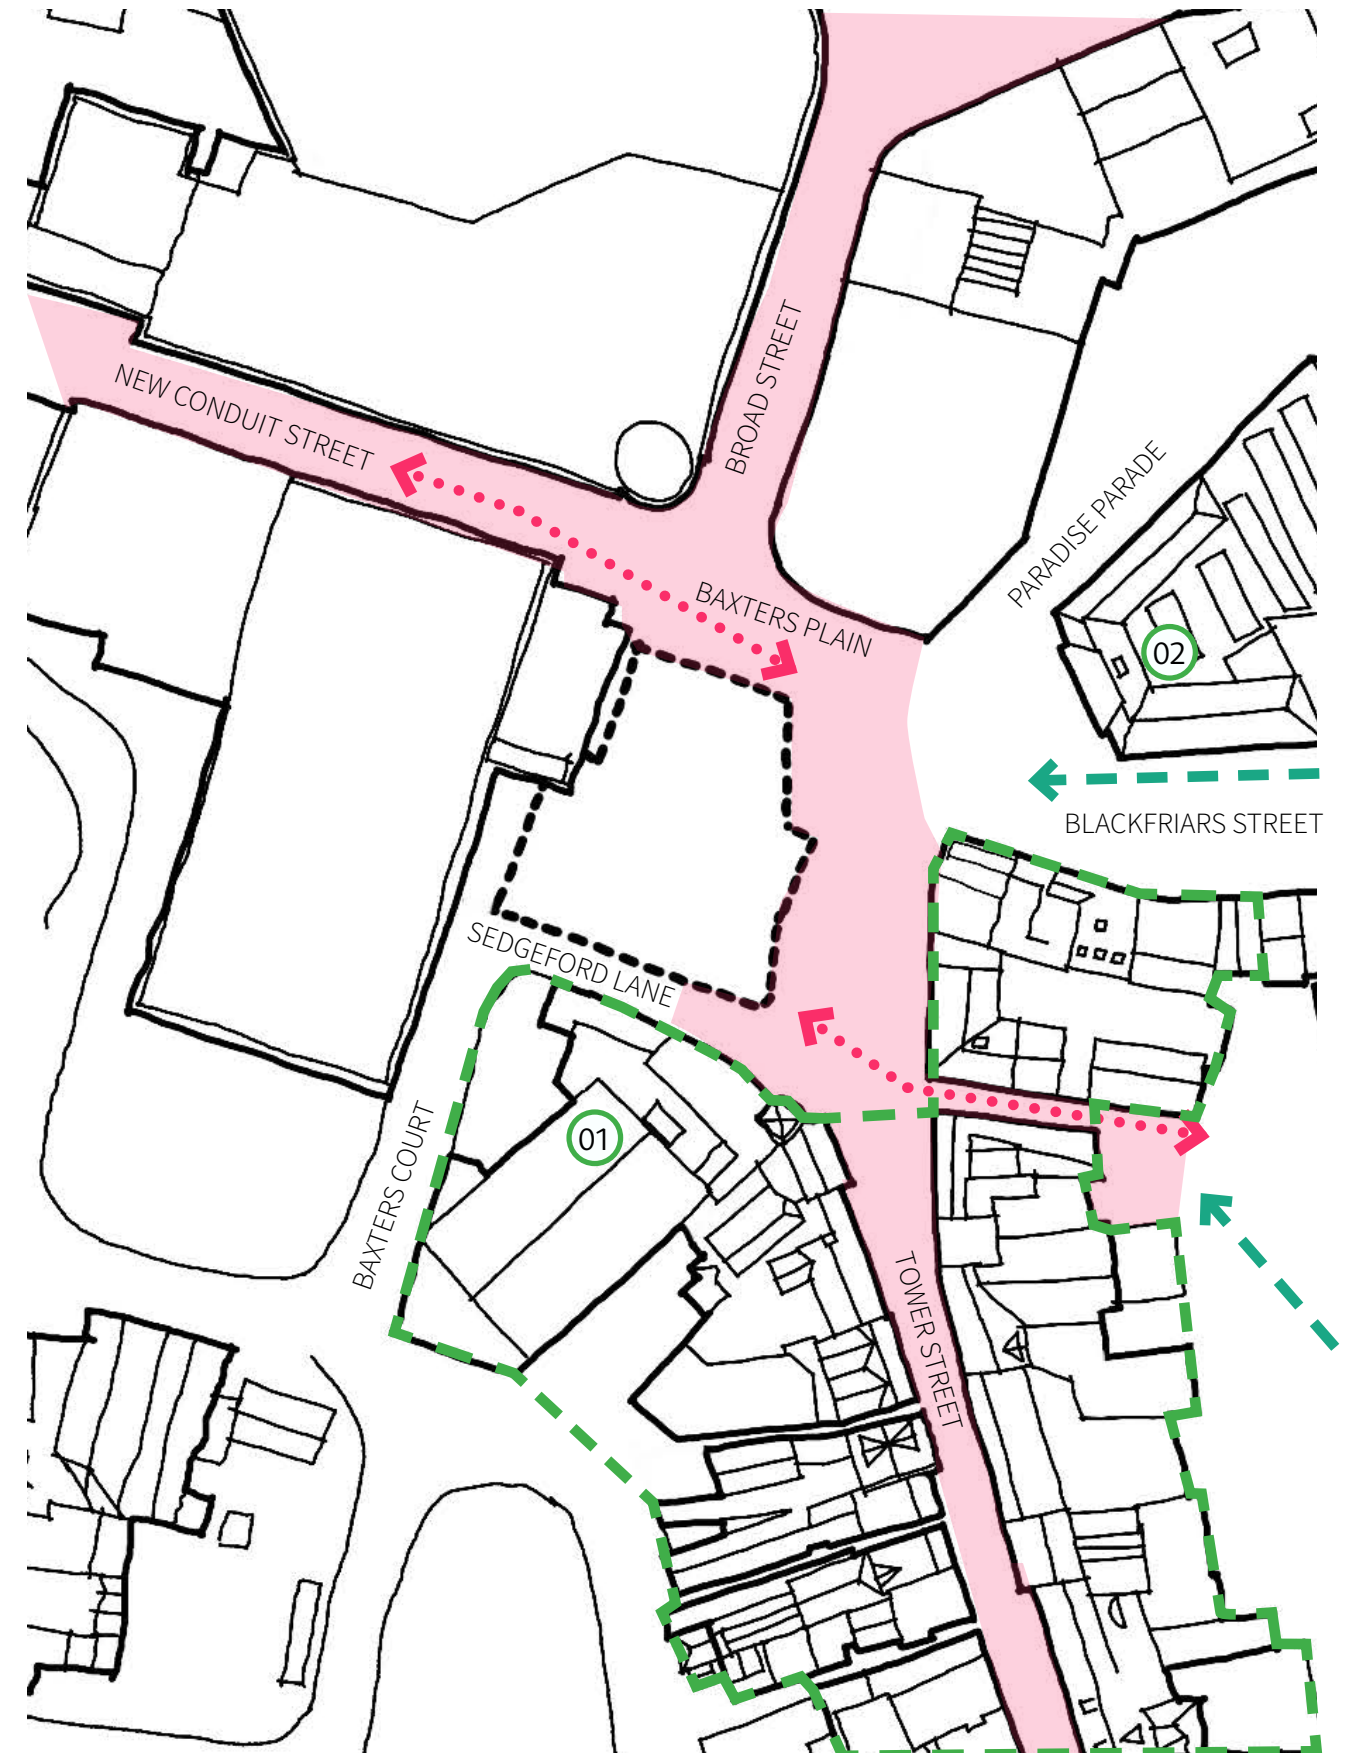 NEW CONDUIT STREET
BROAD STREET
PARADISE PARADE
BAXTERS PLAIN
02
BLACKFRIARS STREET
SEDGEFORD LANE
01
BAXTERS COURT
TOWER STREET